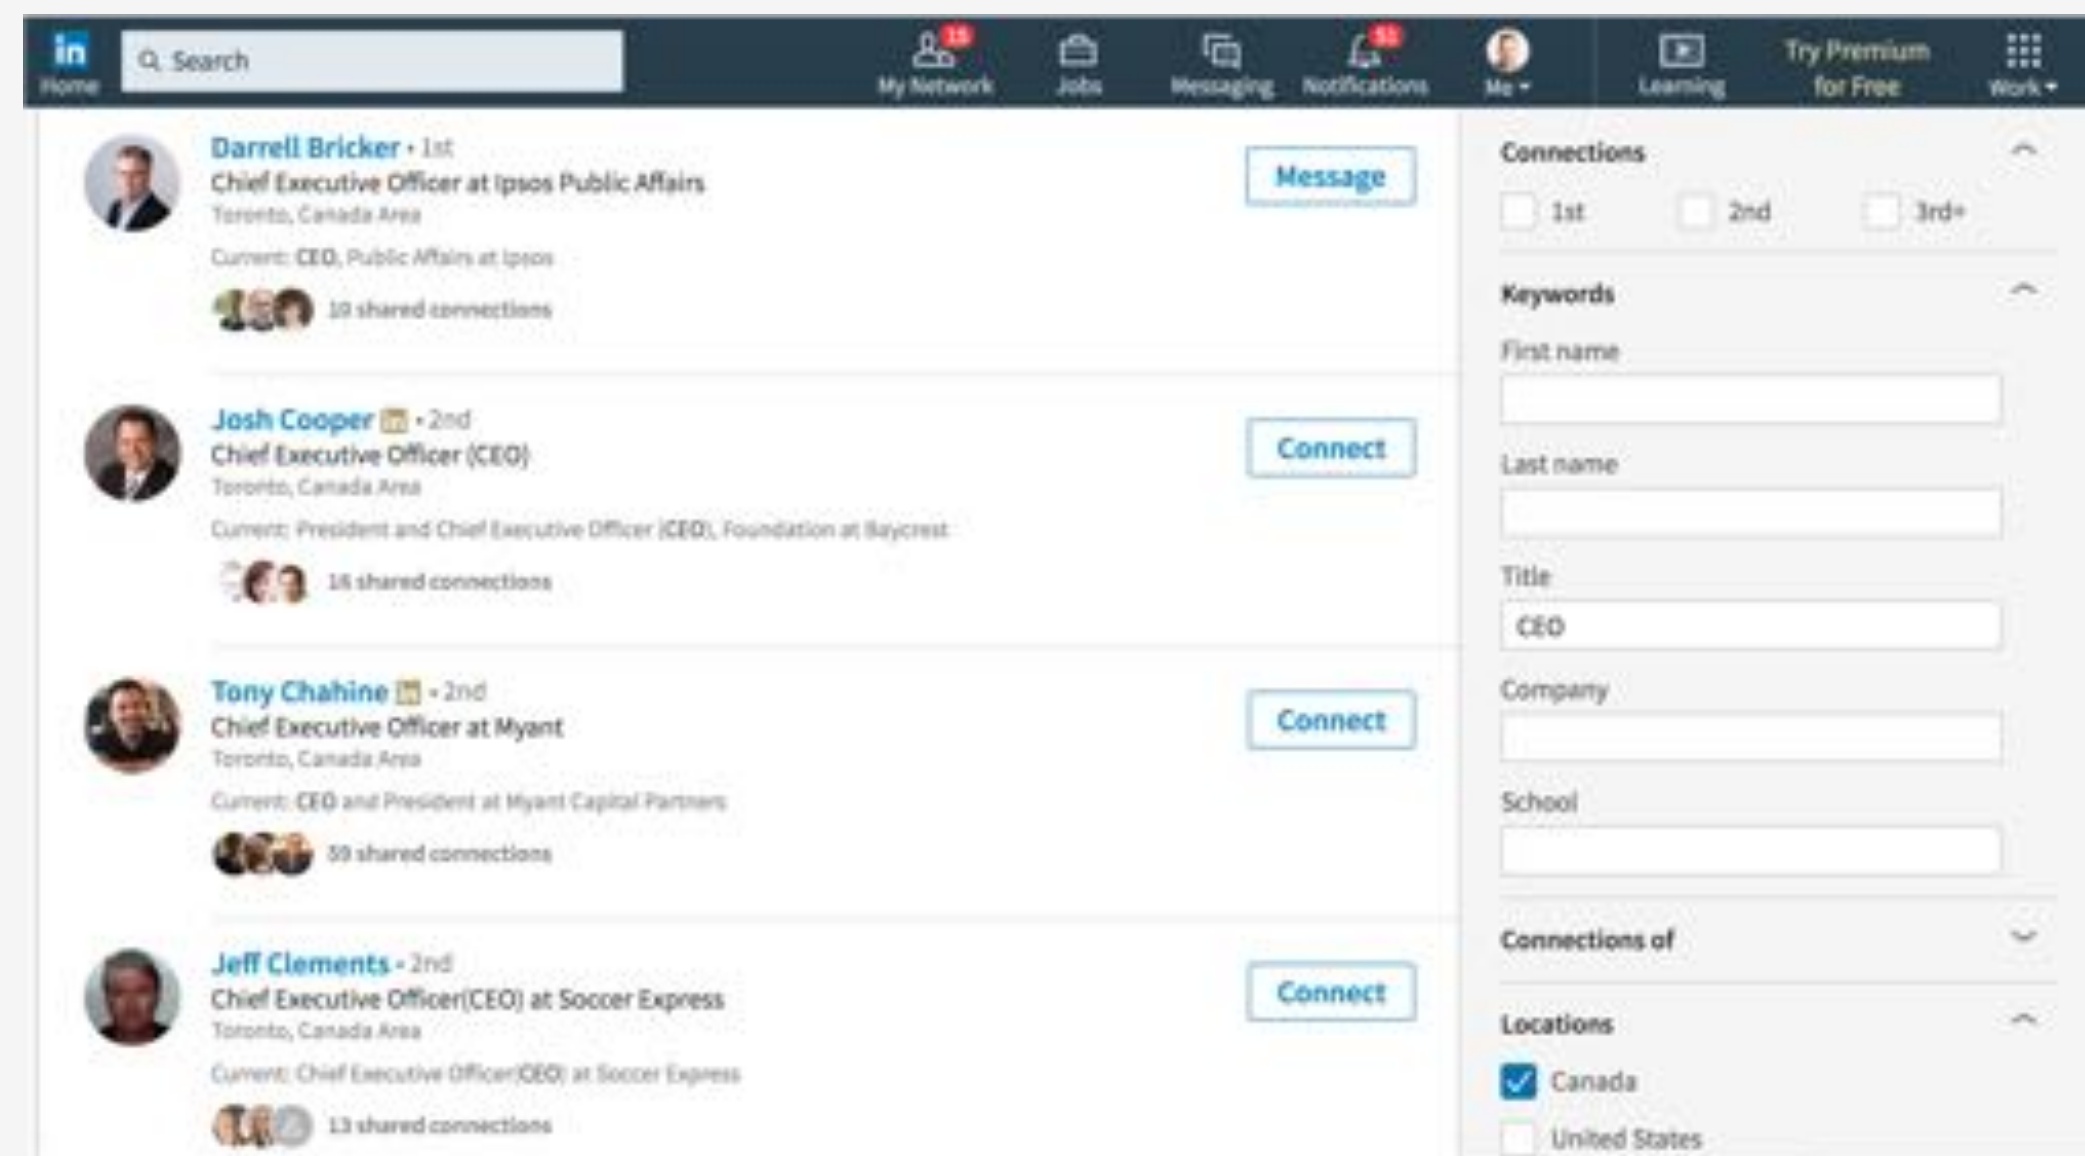 in
Home
Search
15
My Network
Jobs
Messaging
51
Notifications
Me
Learning
Try Premium
for Free
Work
Darrell Bricker • 1st
Chief Executive Officer at Ipsos Public Affairs
Toronto, Canada Area
Current: CEO, Public Affairs at Ipsos
10 shared connections
Message
Josh Cooper in • 2nd
Chief Executive Officer (CEO)
Toronto, Canada Area
Current: President and Chief Executive Officer (CEO), Foundation at Baycrest
16 shared connections
Connect
Tony Chahine in • 2nd
Chief Executive Officer at Myant
Toronto, Canada Area
Current: CEO and President at Myant Capital Partners
59 shared connections
Connect
Jeff Clements • 2nd
Chief Executive Officer(CEO) at Soccer Express
Toronto, Canada Area
Current: Chief Executive Officer(CEO) at Soccer Express
13 shared connections
Connect
Connections
1st 2nd 3rd+
Keywords
First name
Last name
Title
CEO
Company
School
Connections of
Locations
Canada
United States